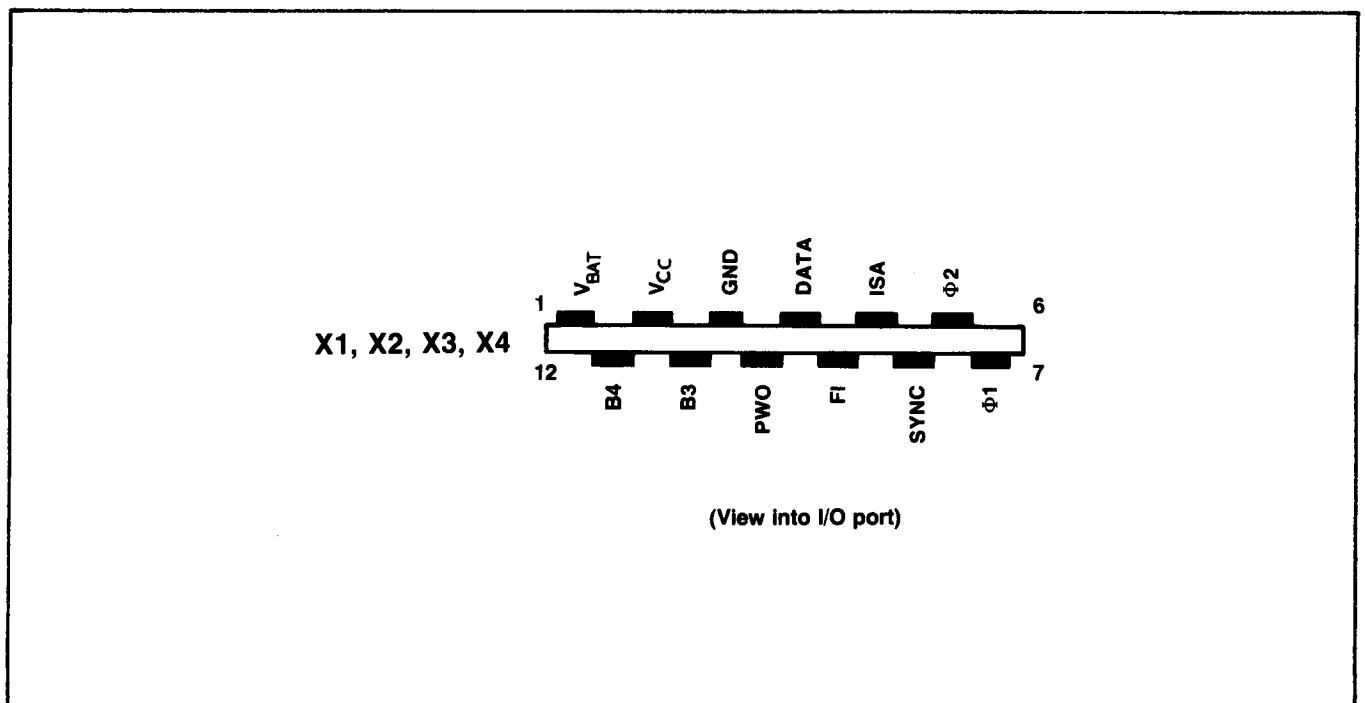 V_BAT V_CC GND DATA ISA Φ2
1 6
X1, X2, X3, X4
12 7
B4 B3 PWO FI SYNC Φ1
(View into I/O port)